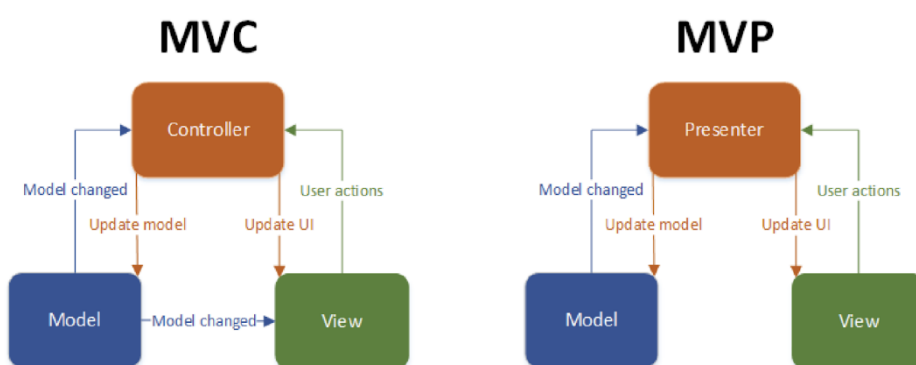 MVC
MVP
Controller
Presenter
Model changed
User actions
Model changed
User actions
Update model
Update UI
Update model
Update UI
Model
Model changed
View
Model
View